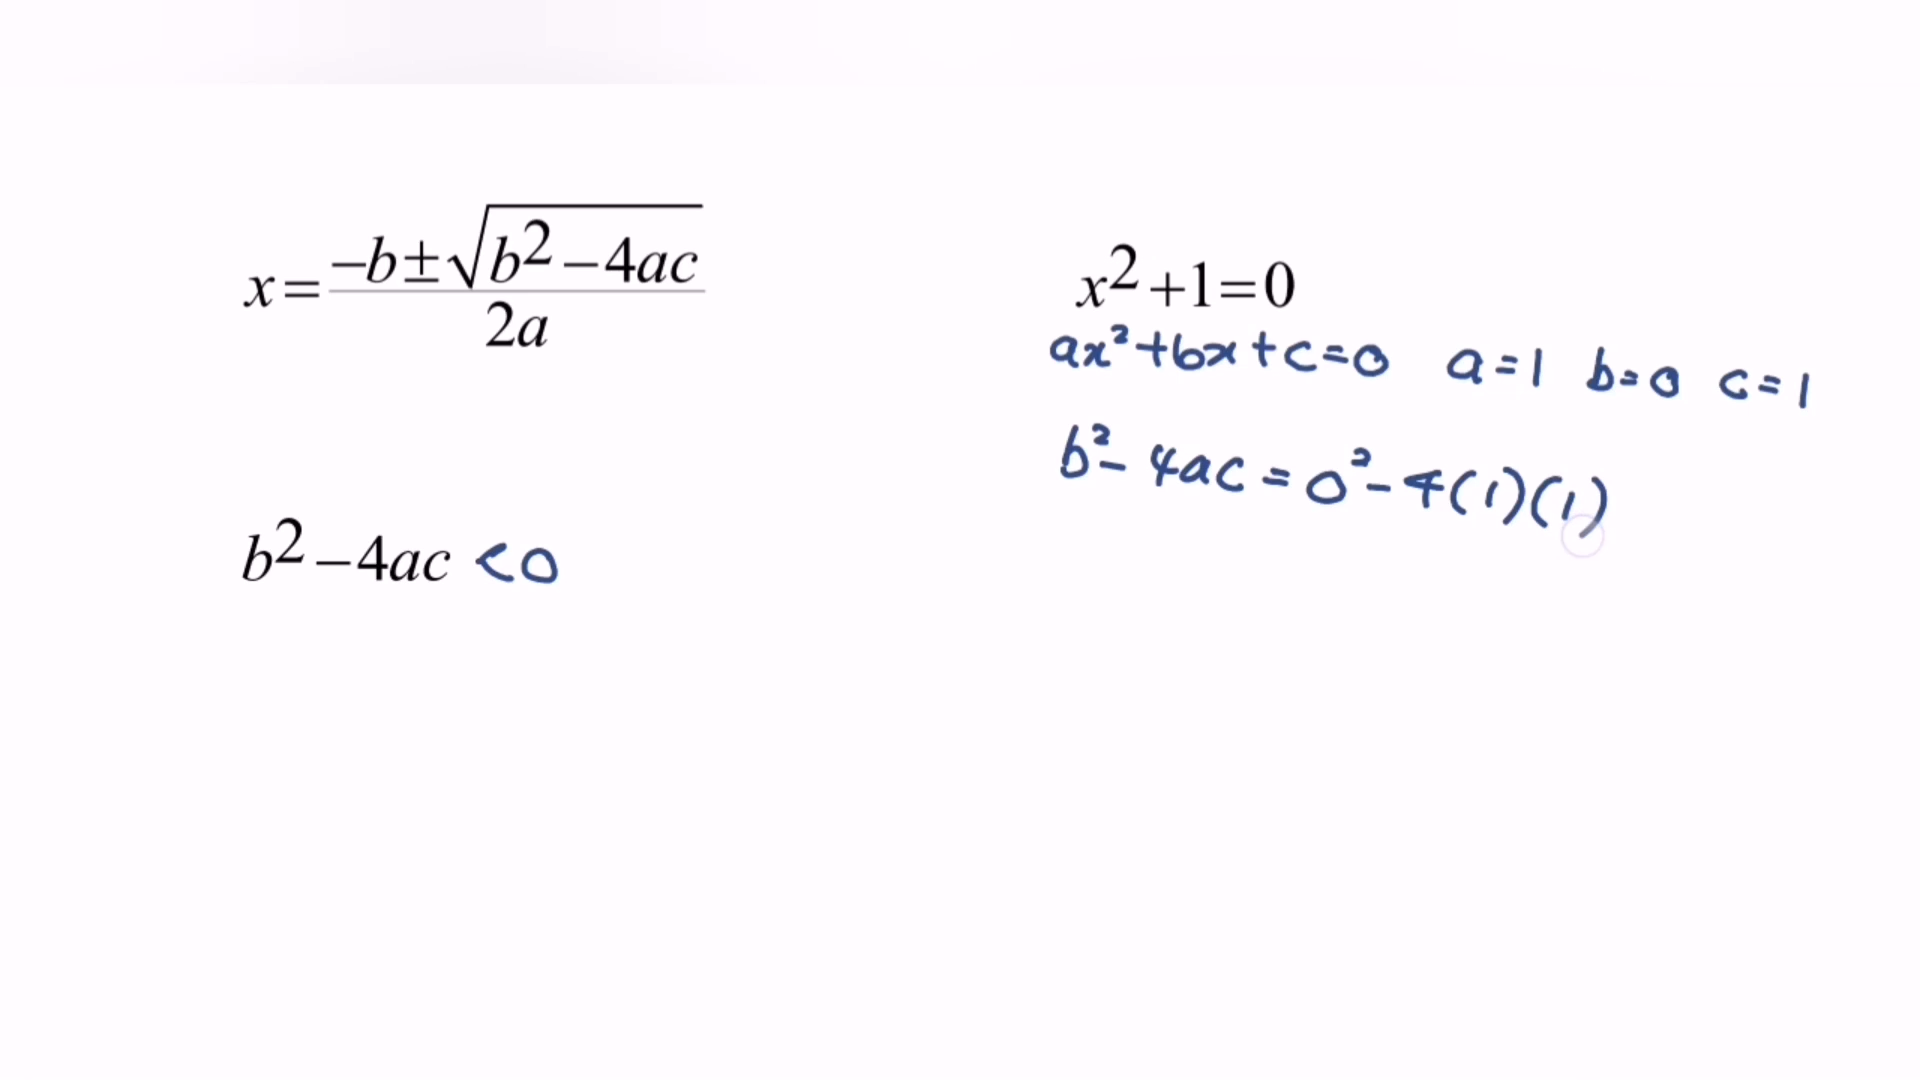 x = (-b ± √(b² - 4ac)) / 2a
b² - 4ac < 0
x² + 1 = 0
ax² + bx + c = 0 a = 1 b = 0 c = 1
b² - 4ac = 0² - 4(1)(1)